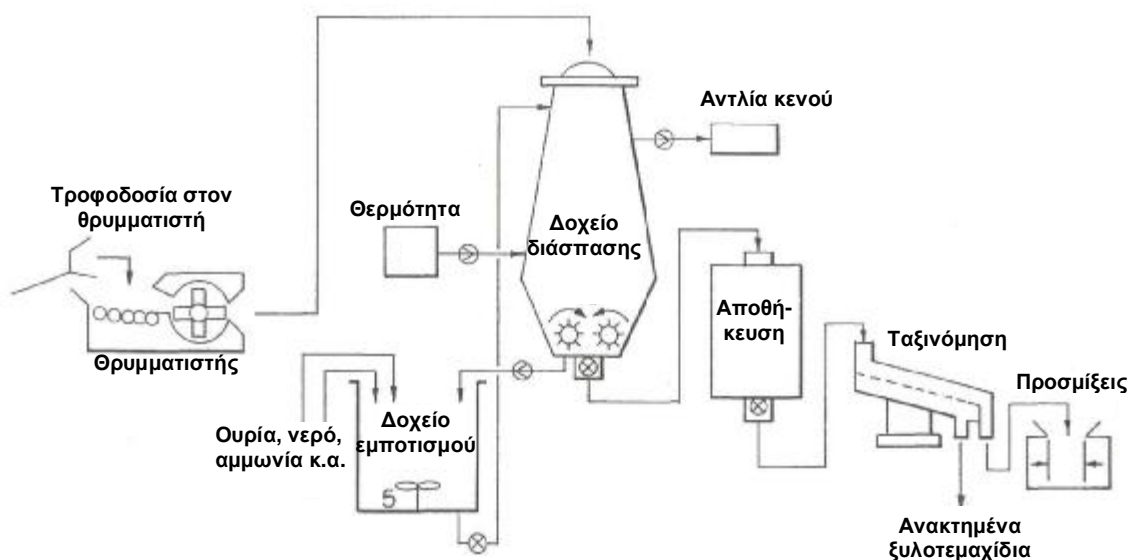 Αντλία κενού
Τροφοδοσία στον
θρυμματιστή
Θερμότητα
Δοχείο
διάσπασης
Αποθή-
κευση
Θρυμματιστής
Ταξινόμηση
Προσμίξεις
Ουρία, νερό,
αμμωνία κ.α.
Δοχείο
εμποτισμού
5
Ανακτημένα
ξυλοτεμαχίδια